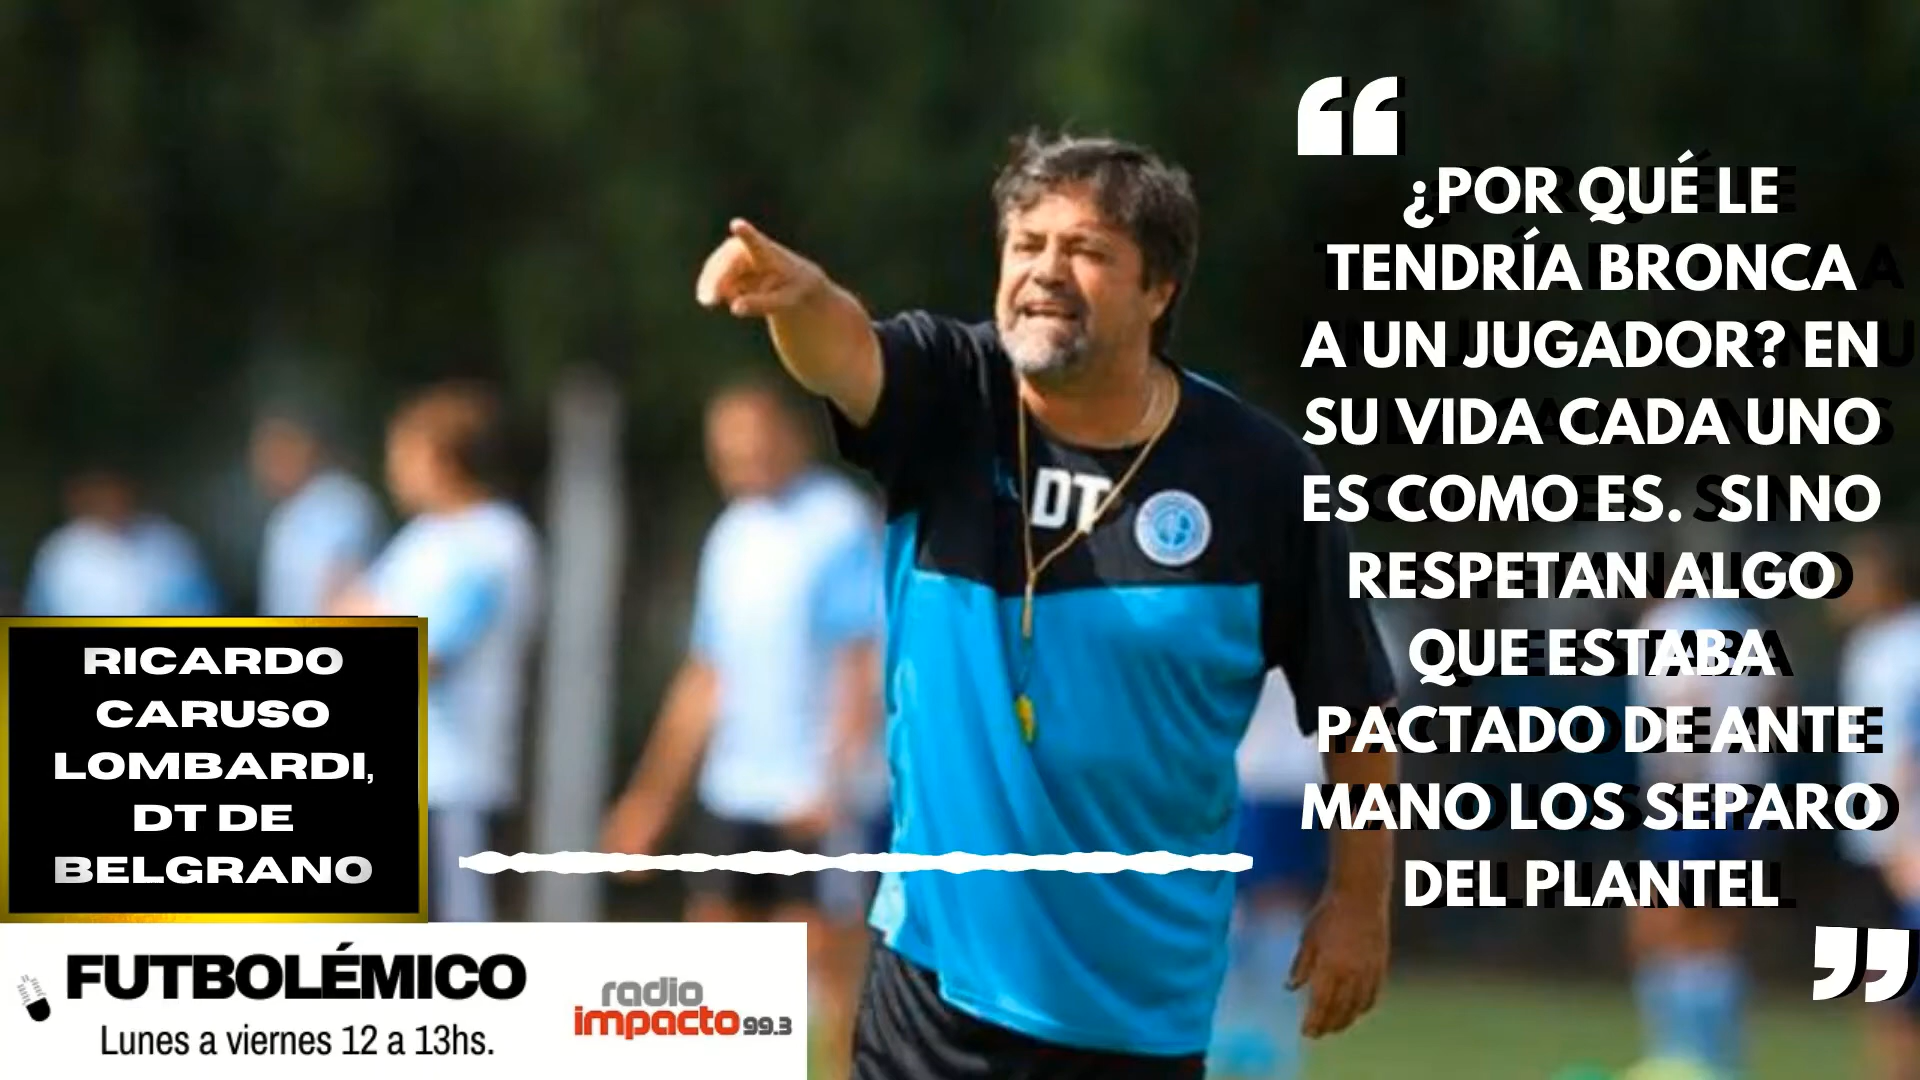 “
¿POR QUÉ LE
TENDRÍA BRONCA
A UN JUGADOR? EN
SU VIDA CADA UNO
ES COMO ES. SI NO
RESPETAN ALGO
QUE ESTABA
PACTADO DE ANTE
MANO LOS SEPARO
DEL PLANTEL
”
DT
RICARDO
CARUSO
LOMBARDI,
DT DE
BELGRANO
FUTBOLÉMICO
Lunes a viernes 12 a 13hs.
radio
impacto 99.3